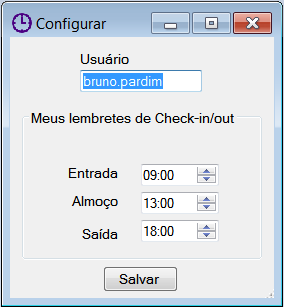 Configurar
Usuário
bruno.pardim
Meus lembretes de Check-in/out
Entrada 09:00
Almoço 13:00
Saída 18:00
Salvar